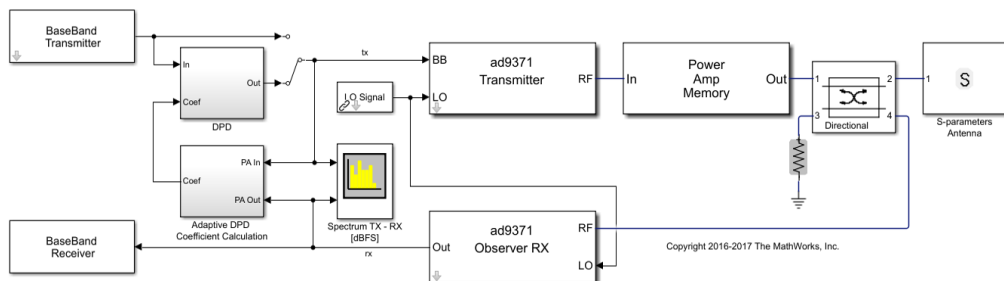 BaseBand
Transmitter
In
Out
Coef
DPD
tx
BB
LO
ad9371
Transmitter
RF
LO Signal
In
Power
Amp
Memory
Out
1
2
3
4
Directional
1
S
S-parameters
Antenna
Coef
PA In
PA Out
Adaptive DPD
Coefficient Calculation
Spectrum TX - RX
[dBFS]
BaseBand
Receiver
rx
Out
ad9371
Observer RX
RF
LO
Copyright 2016-2017 The MathWorks, Inc.